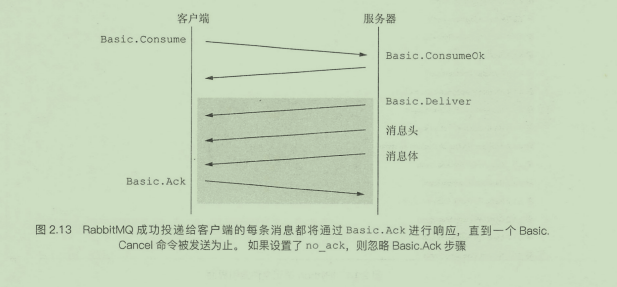 客户端 服务器
Basic.Consume
Basic.ConsumeOk
Basic.Deliver
消息头
消息体
Basic.Ack
图 2.13 RabbitMQ 成功投递给客户端的每条消息都将通过 Basic.Ack 进行响应，直到一个 Basic.
Cancel 命令被发送为止。如果设置了 no_ack，则忽略 Basic.Ack 步骤